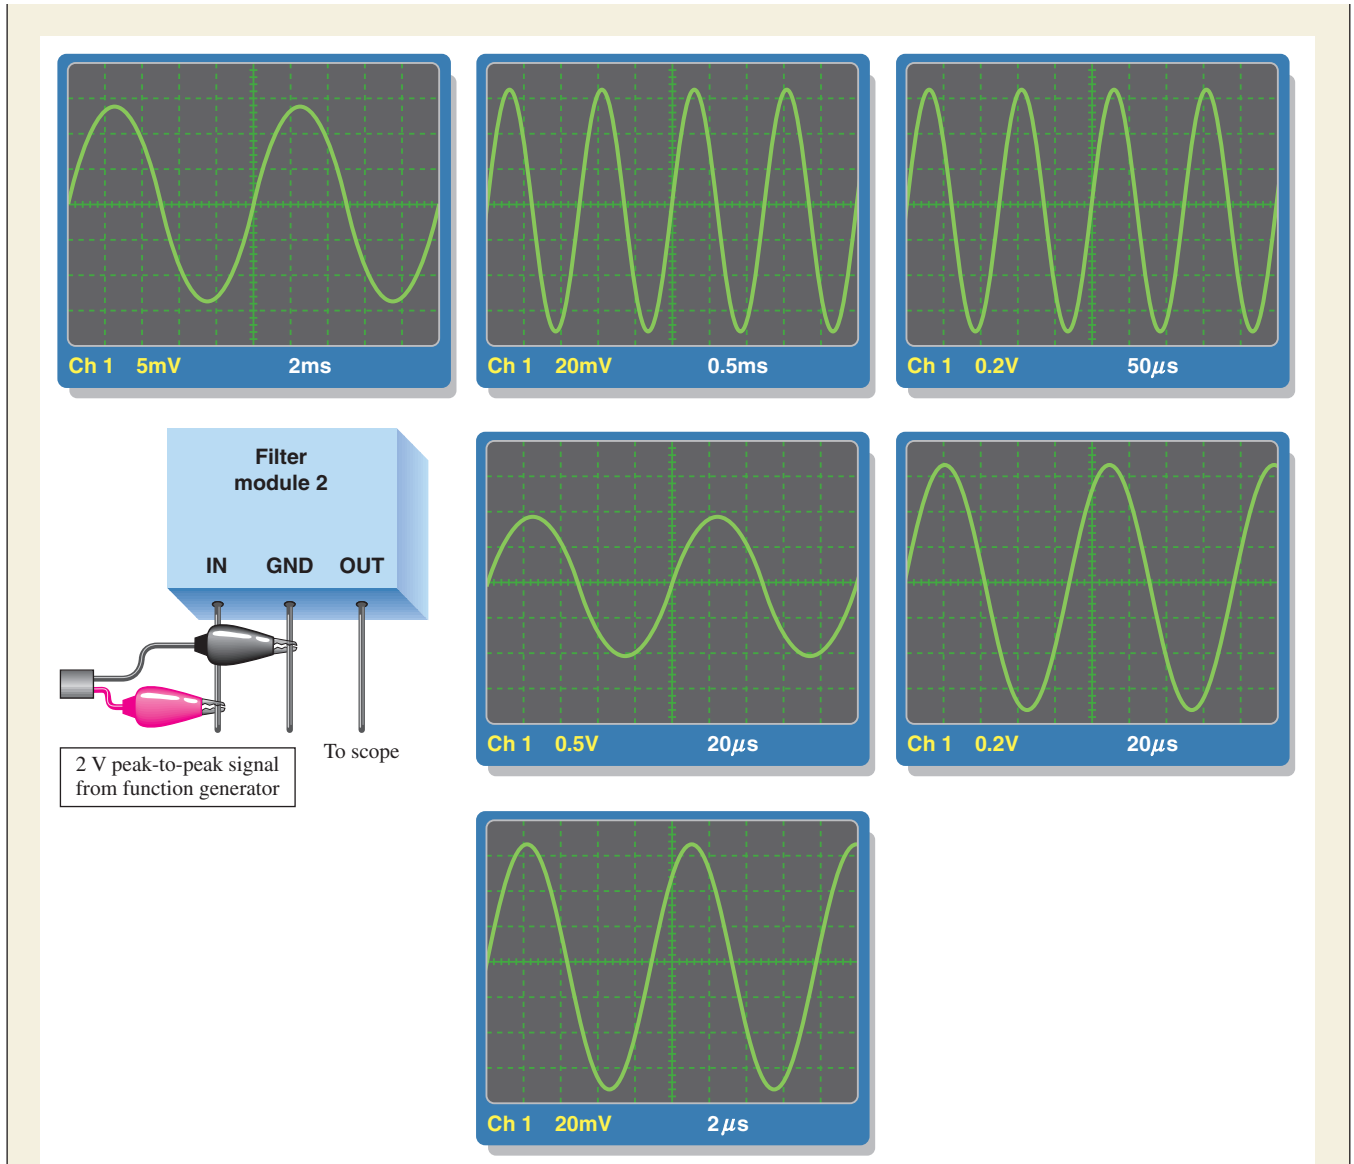 Ch 1 5mV 2ms
Ch 1 20mV 0.5ms
Ch 1 0.2V 50μs
Filter
module 2
IN GND OUT
To scope
2 V peak-to-peak signal
from function generator
Ch 1 0.5V 20μs
Ch 1 0.2V 20μs
Ch 1 20mV 2μs